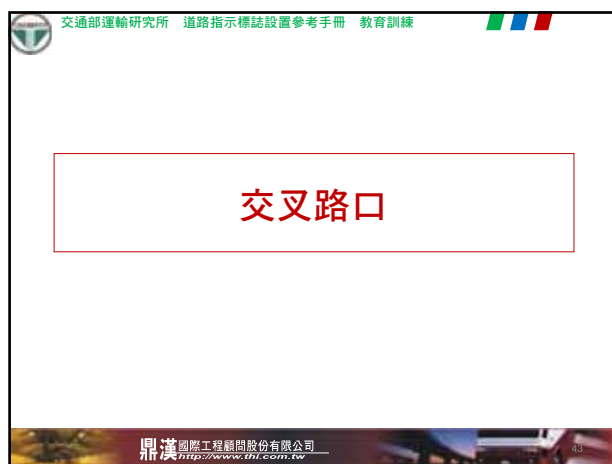 交通部運輸研究所 道路指示標誌設置參考手冊 教育訓練
交叉路口
鼎漢國際工程顧問股份有限公司
http://www.thi.com.tw
43